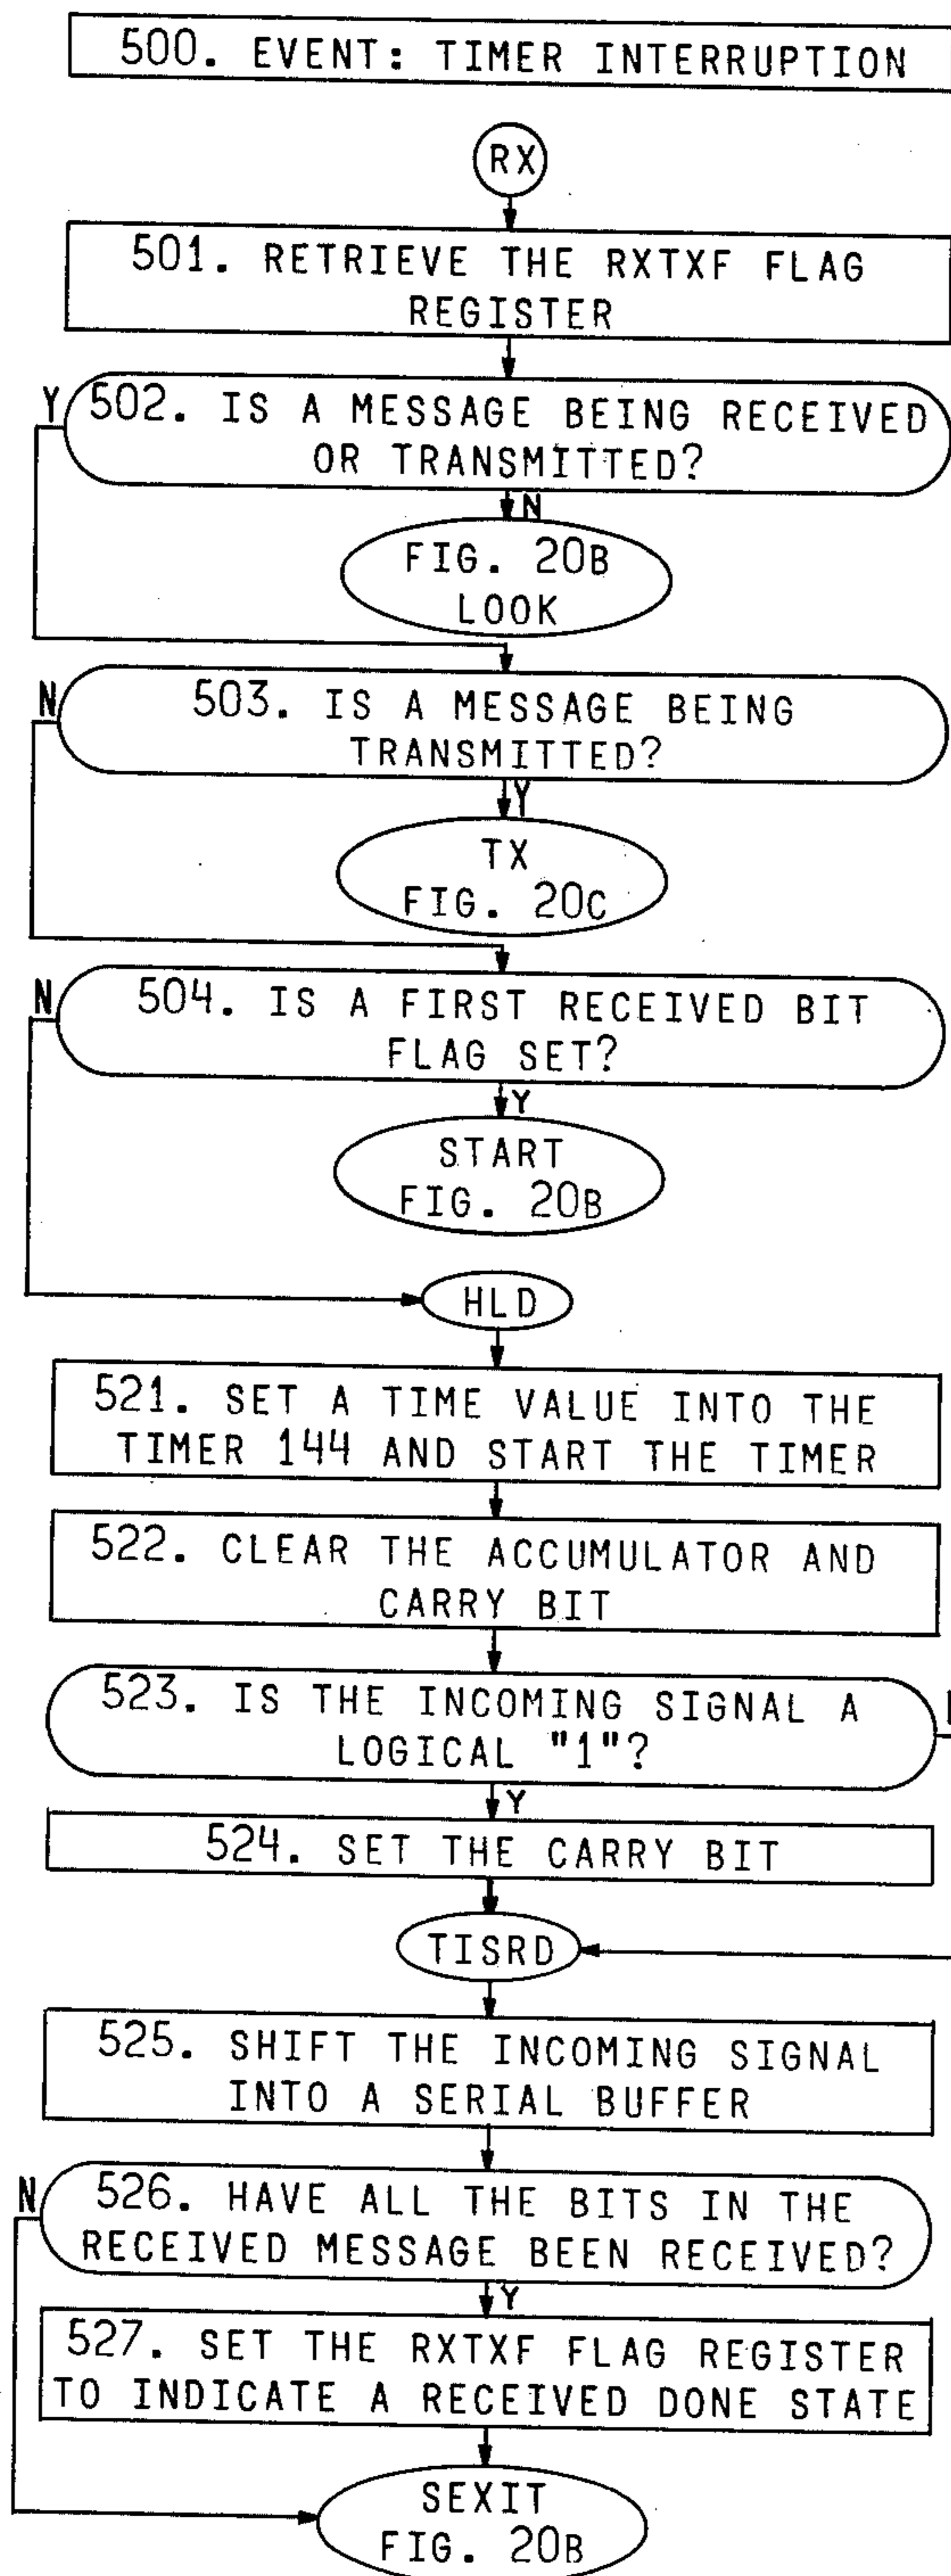 500. EVENT: TIMER INTERRUPTION
RX
501. RETRIEVE THE RXTXF FLAG
REGISTER
Y
502. IS A MESSAGE BEING RECEIVED
OR TRANSMITTED?
N
FIG. 20B
LOOK
N
503. IS A MESSAGE BEING
TRANSMITTED?
Y
TX
FIG. 20C
N
504. IS A FIRST RECEIVED BIT
FLAG SET?
Y
START
FIG. 20B
HLD
521. SET A TIME VALUE INTO THE
TIMER 144 AND START THE TIMER
522. CLEAR THE ACCUMULATOR AND
CARRY BIT
523. IS THE INCOMING SIGNAL A
LOGICAL "1"?
Y
524. SET THE CARRY BIT
TISRD
525. SHIFT THE INCOMING SIGNAL
INTO A SERIAL BUFFER
N
526. HAVE ALL THE BITS IN THE
RECEIVED MESSAGE BEEN RECEIVED?
Y
527. SET THE RXTXF FLAG REGISTER
TO INDICATE A RECEIVED DONE STATE
SEXIT
FIG. 20B